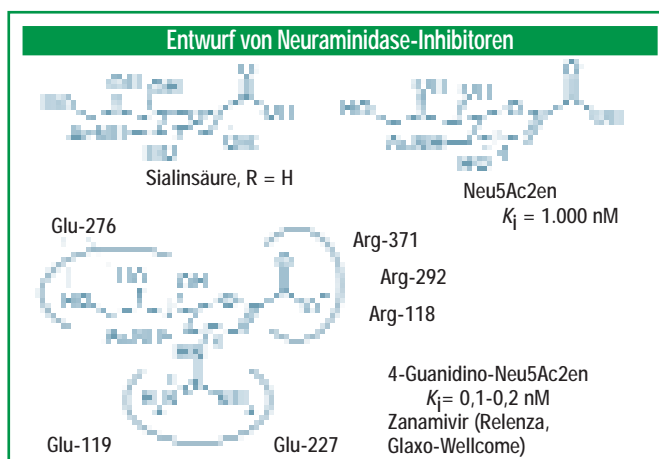 Entwurf von Neuraminidase-Inhibitoren
Sialinsäure, R = H
Neu5Ac2en
Ki = 1.000 nM
Glu-276
Arg-371
Arg-292
Arg-118
4-Guanidino-Neu5Ac2en
Ki= 0,1-0,2 nM
Zanamivir (Relenza,
Glaxo-Wellcome)
Glu-119
Glu-227